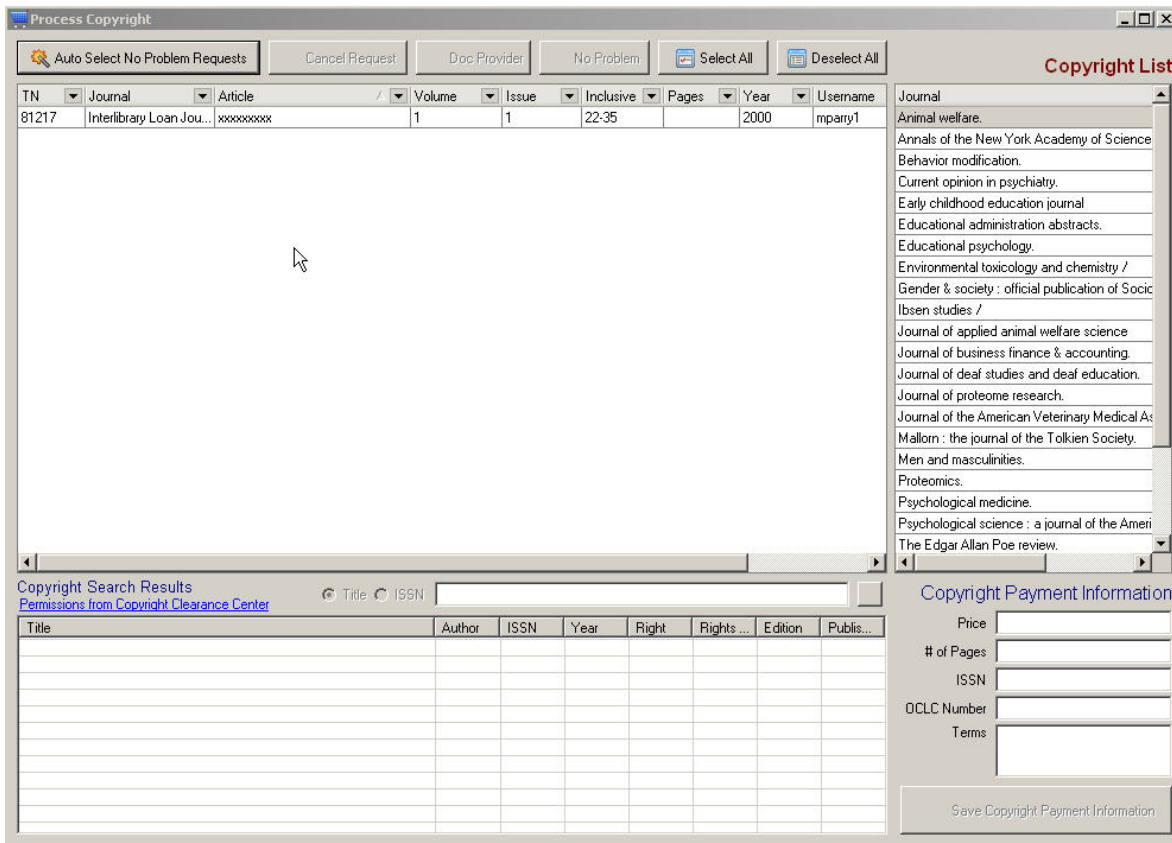 Process Copyright
Auto Select No Problem Requests Cancel Request Doc Provider No Problem Select All Deselect All
Copyright List
TN Journal Article Volume Issue Inclusive Pages Year Username
81217 Interlibrary Loan Jou... xxxxxxxxx 1 1 22-35 2000 mparry1
Journal
Animal welfare.
Annals of the New York Academy of Science
Behavior modification.
Current opinion in psychiatry.
Early childhood education journal
Educational administration abstracts.
Educational psychology.
Environmental toxicology and chemistry /
Gender & society : official publication of Socic
Ibsen studies /
Journal of applied animal welfare science
Journal of business finance & accounting.
Journal of deaf studies and deaf education.
Journal of proteome research.
Journal of the American Veterinary Medical As
Mallorn : the journal of the Tolkien Society.
Men and masculinities.
Proteomics.
Psychological medicine.
Psychological science : a journal of the Ameri
The Edgar Allan Poe review.
Copyright Search Results
Permissions from Copyright Clearance Center
Title ISSN
Title Author ISSN Year Right Rights ... Edition Publis...
Copyright Payment Information
Price
# of Pages
ISSN
OCLC Number
Terms
Save Copyright Payment Information